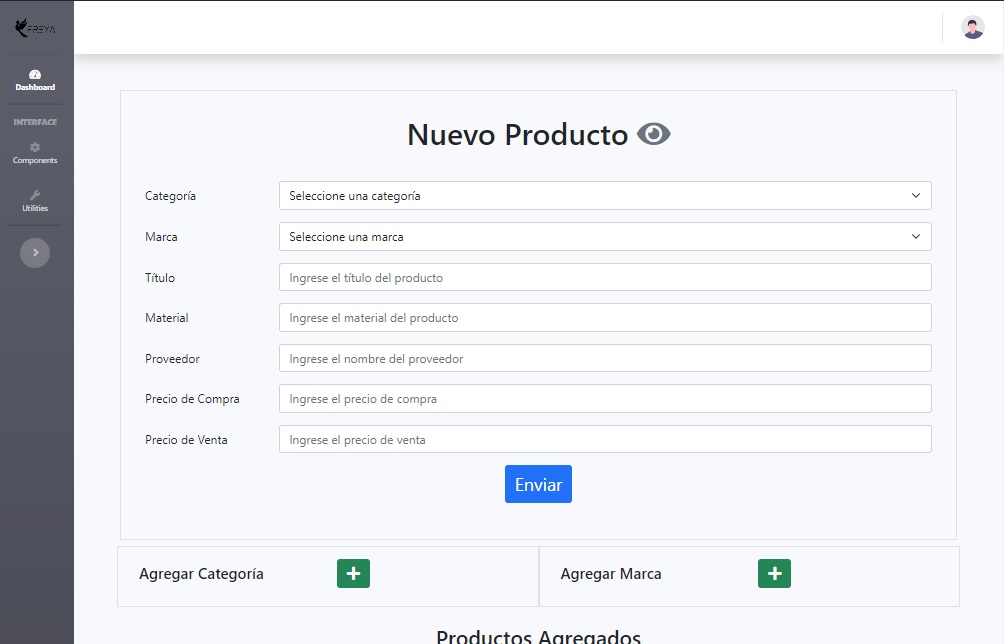 FREYA
Dashboard
INTERFACE
Components
Utilities
Nuevo Producto
Categoría Seleccione una categoría
Marca Seleccione una marca
Título Ingrese el título del producto
Material Ingrese el material del producto
Proveedor Ingrese el nombre del proveedor
Precio de Compra Ingrese el precio de compra
Precio de Venta Ingrese el precio de venta
Enviar
Agregar Categoría + Agregar Marca +
Productos Agregados